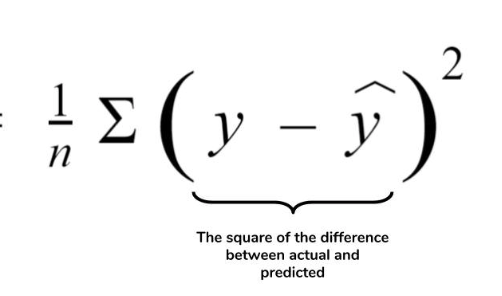 = 1/n Σ ( y − ŷ )²
The square of the difference
between actual and
predicted